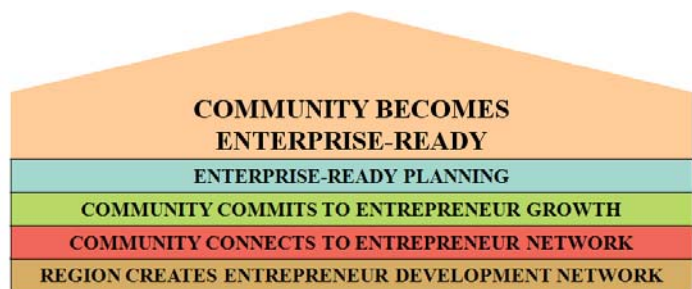 COMMUNITY BECOMES
ENTERPRISE-READY
ENTERPRISE-READY PLANNING
COMMUNITY COMMITS TO ENTREPRENEUR GROWTH
COMMUNITY CONNECTS TO ENTREPRENEUR NETWORK
REGION CREATES ENTREPRENEUR DEVELOPMENT NETWORK